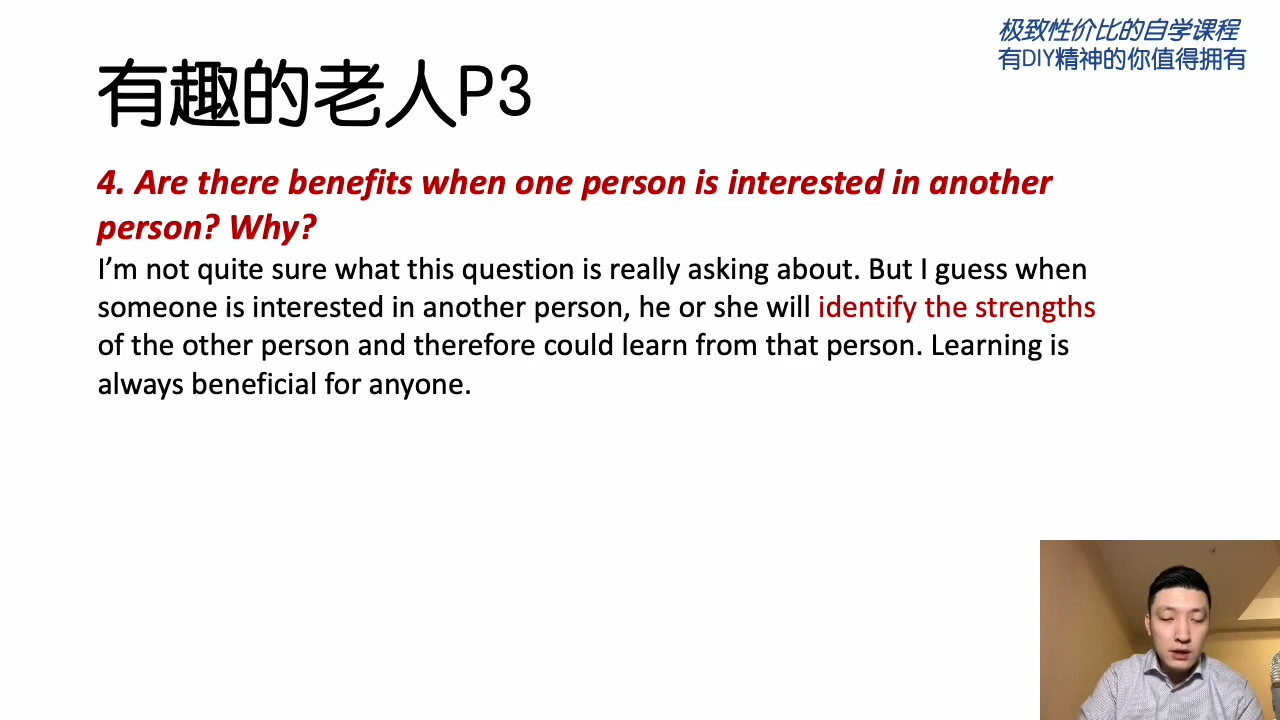 极致性价比的自学课程
有DIY精神的你值得拥有
有趣的老人P3
4. Are there benefits when one person is interested in another
person? Why?
I’m not quite sure what this question is really asking about. But I guess when
someone is interested in another person, he or she will identify the strengths
of the other person and therefore could learn from that person. Learning is
always beneficial for anyone.